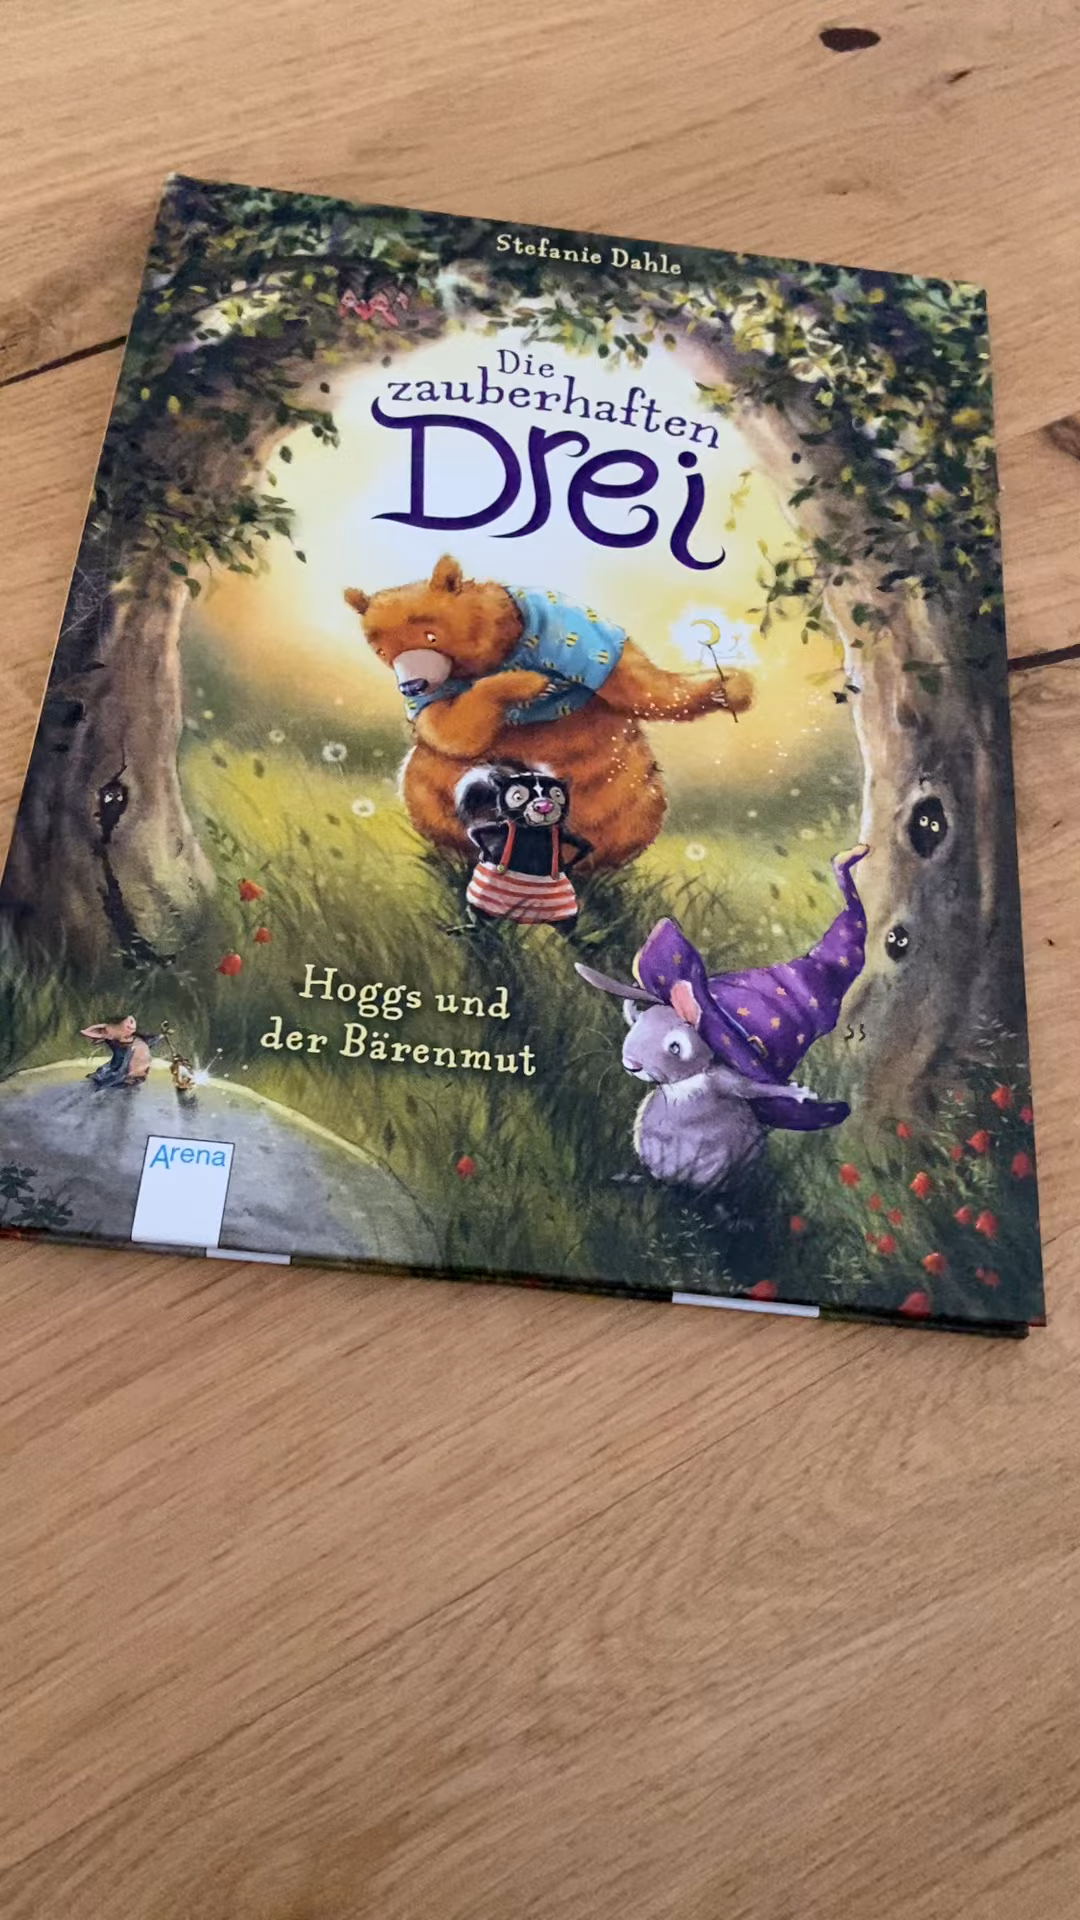 Stefanie Dahle
Die
zauberhaften
Drei
Hoggs und
der Bärenmut
Arena